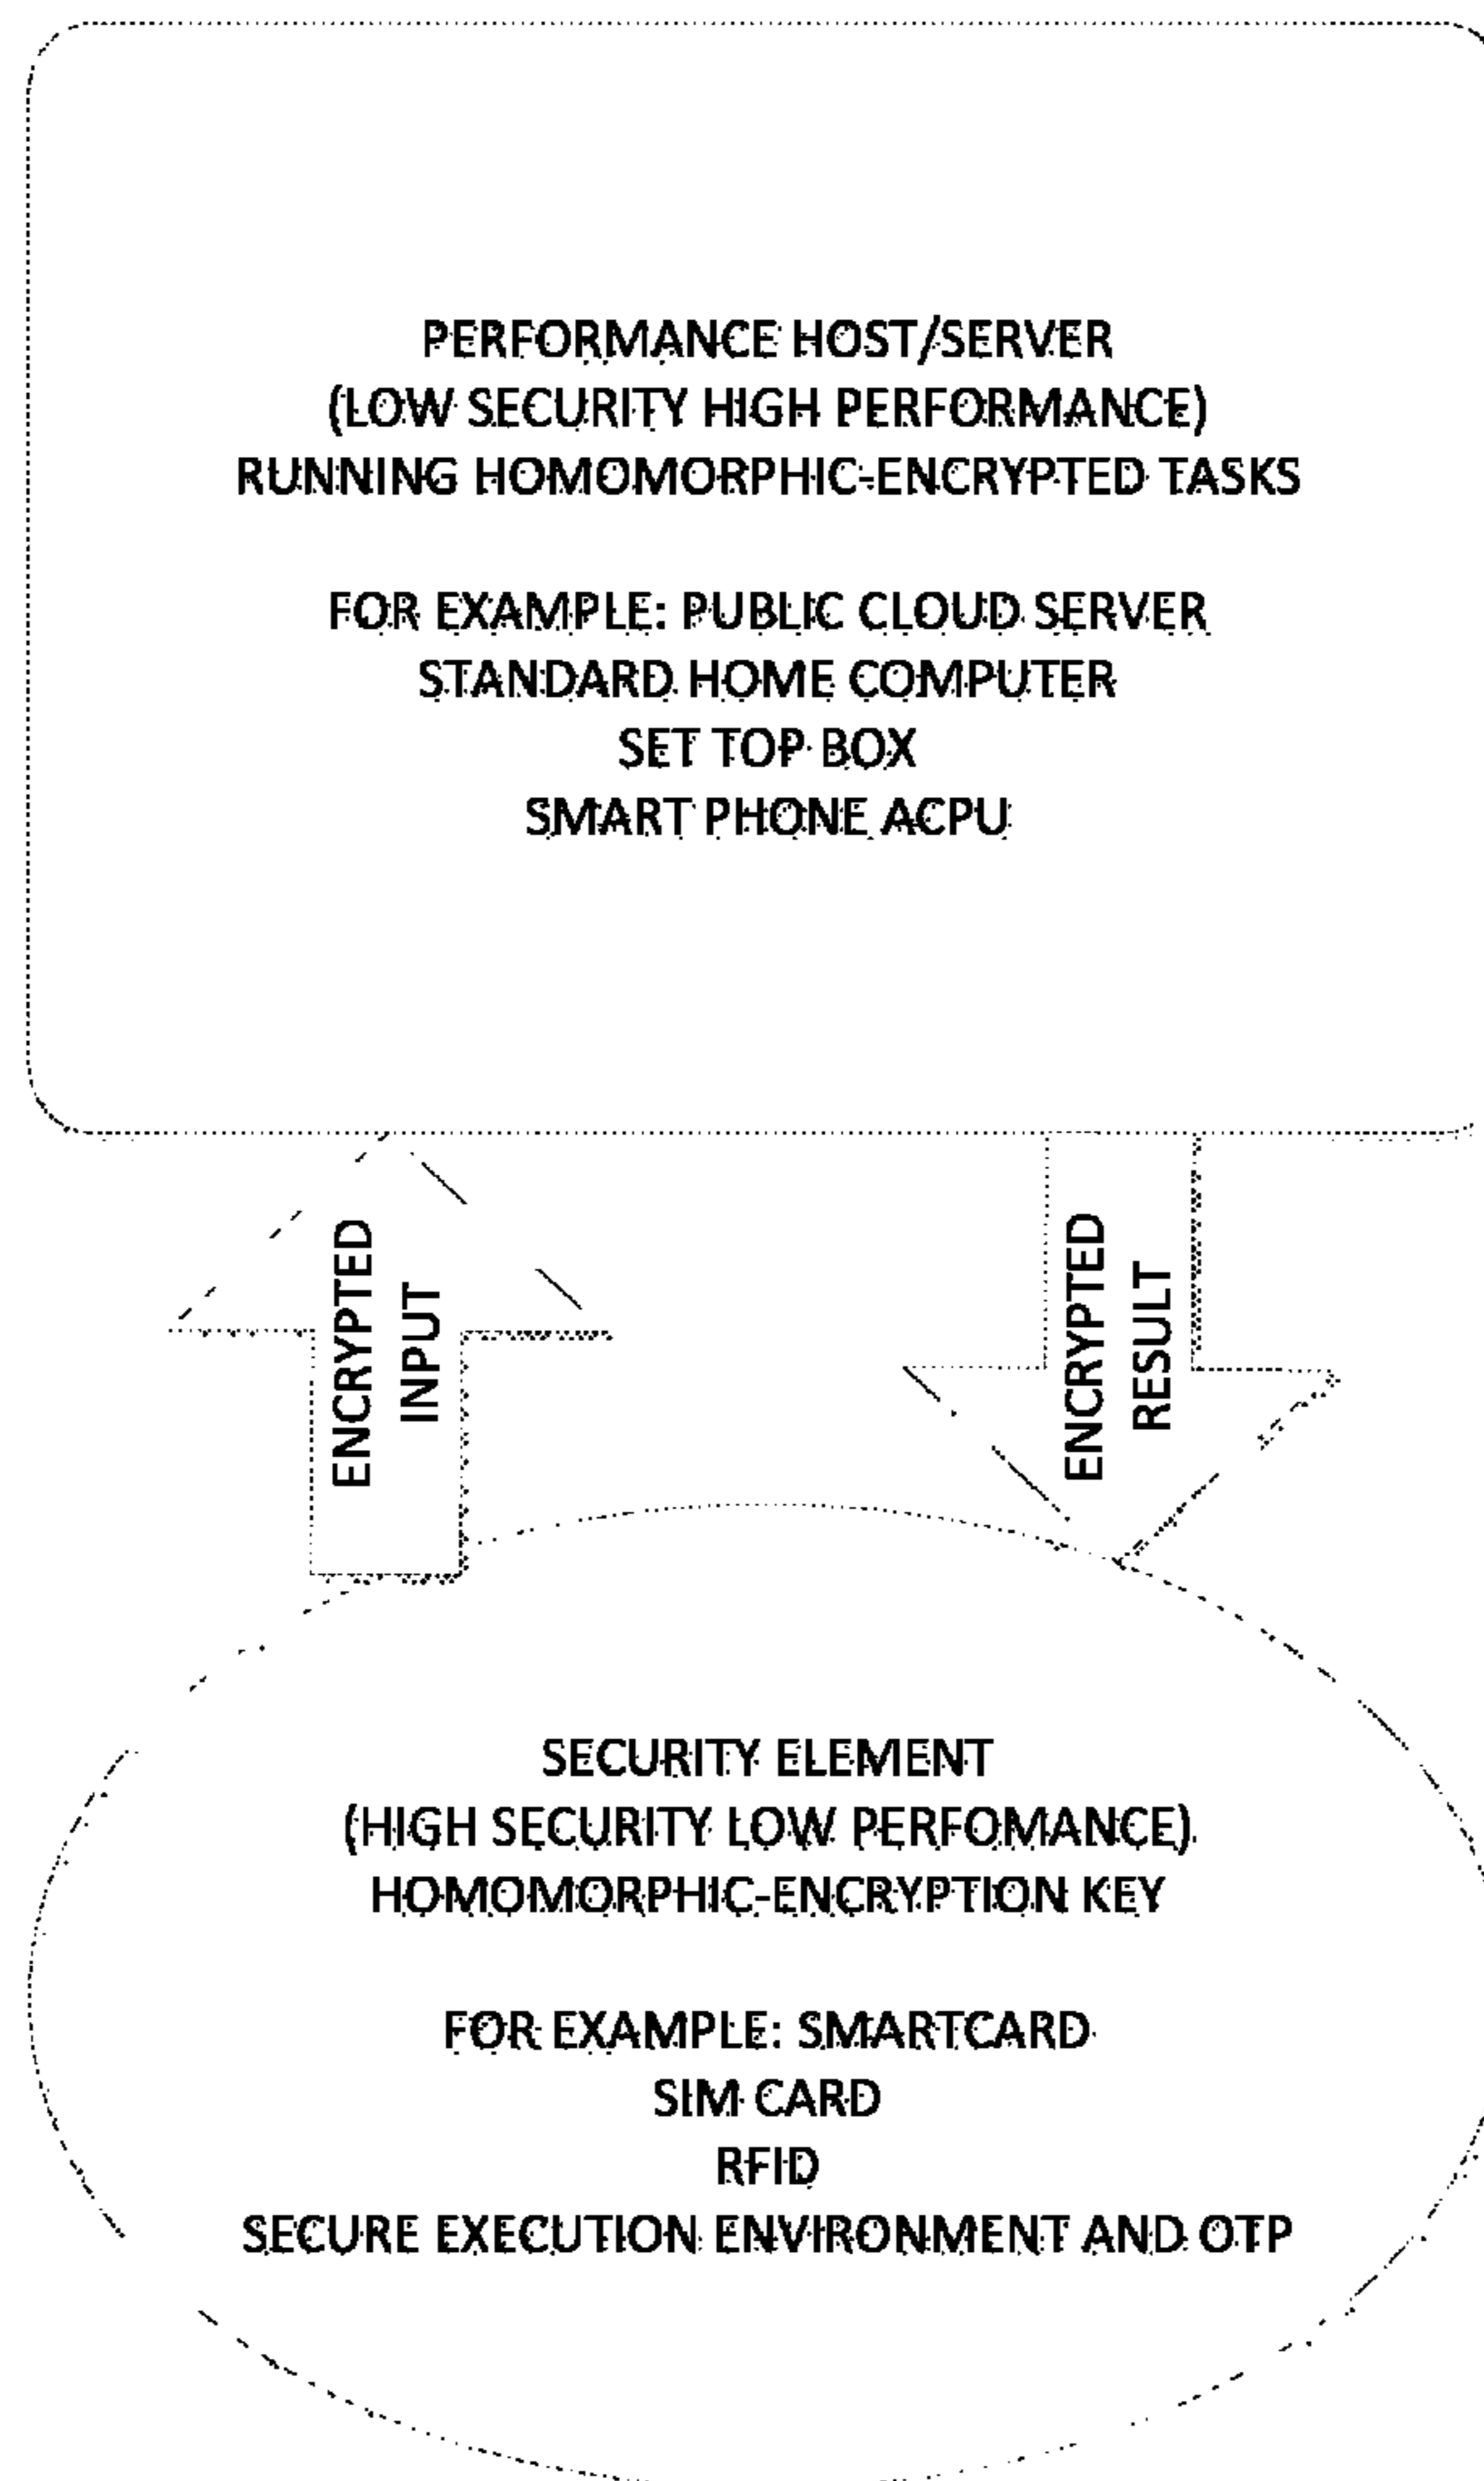 PERFORMANCE HOST/SERVER
(LOW SECURITY HIGH PERFORMANCE)
RUNNING HOMOMORPHIC-ENCRYPTED TASKS
FOR EXAMPLE: PUBLIC CLOUD SERVER
STANDARD HOME COMPUTER
SET TOP BOX
SMART PHONE ACPU
ENCRYPTED
INPUT
ENCRYPTED
RESULT
SECURITY ELEMENT
(HIGH SECURITY LOW PERFOMANCE)
HOMOMORPHIC-ENCRYPTION KEY
FOR EXAMPLE: SMARTCARD
SIM CARD
RFID
SECURE EXECUTION ENVIRONMENT AND OTP